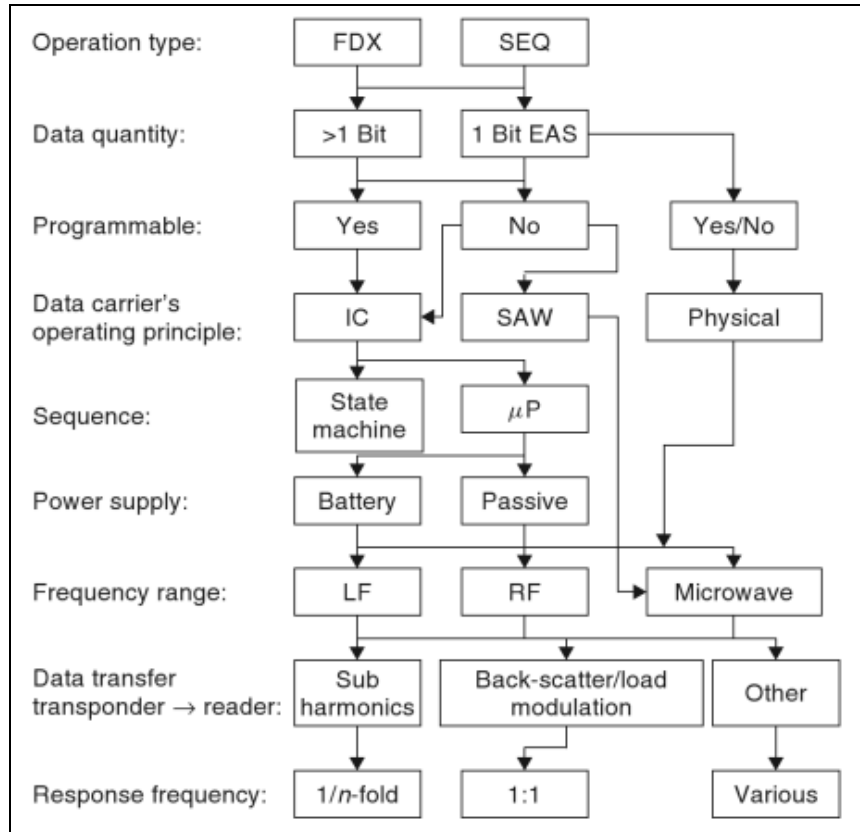 Operation type: FDX SEQ
Data quantity: >1 Bit 1 Bit EAS
Programmable: Yes No Yes/No
Data carrier's
operating principle: IC SAW Physical
Sequence: State
machine μP
Power supply: Battery Passive
Frequency range: LF RF Microwave
Data transfer
transponder → reader: Sub
harmonics Back-scatter/load
modulation Other
Response frequency: 1/n-fold 1:1 Various